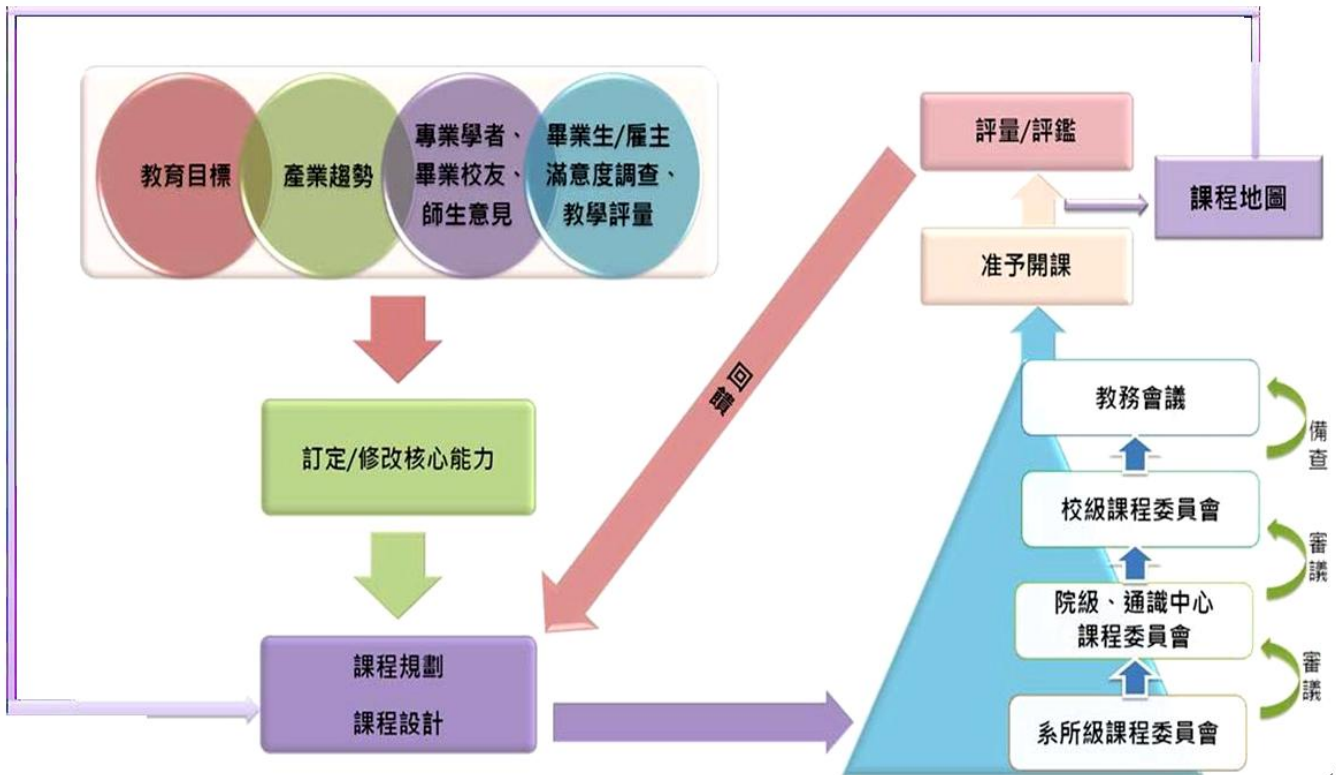 教育目標
產業趨勢
專業學者、
畢業校友、
師生意見
畢業生/雇主
滿意度調查、
教學評量
訂定/修改核心能力
課程規劃
課程設計
回饋
評量/評鑑
課程地圖
准予開課
教務會議
備查
校級課程委員會
審議
院級、通識中心
課程委員會
審議
系所級課程委員會